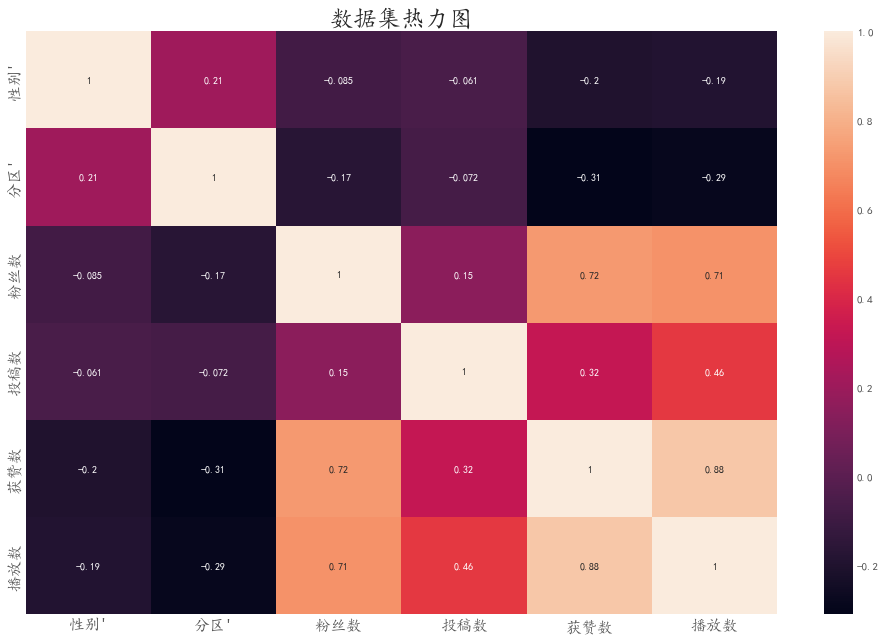 数据集热力图
性别' 1 0.21 -0.085 -0.061 -0.2 -0.19
分区' 0.21 1 -0.17 -0.072 -0.31 -0.29
粉丝数 -0.085 -0.17 1 0.15 0.72 0.71
投稿数 -0.061 -0.072 0.15 1 0.32 0.46
获赞数 -0.2 -0.31 0.72 0.32 1 0.88
播放数 -0.19 -0.29 0.71 0.46 0.88 1
性别' 分区' 粉丝数 投稿数 获赞数 播放数
1.0
0.8
0.6
0.4
0.2
0.0
-0.2